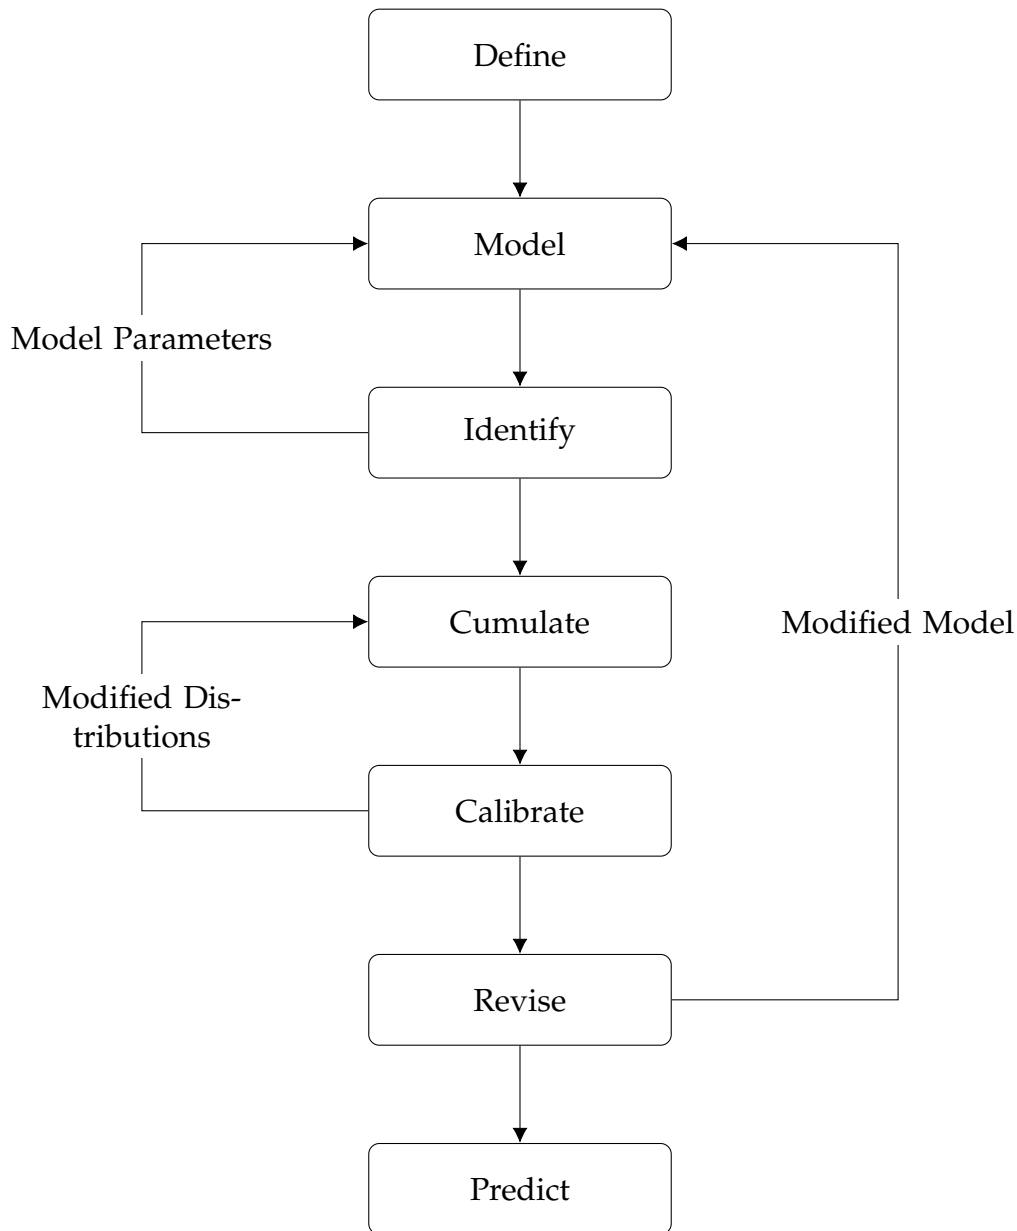 Define
Model
Model Parameters
Identify
Cumulate
Modified Model
Modified Dis-
tributions
Calibrate
Revise
Predict